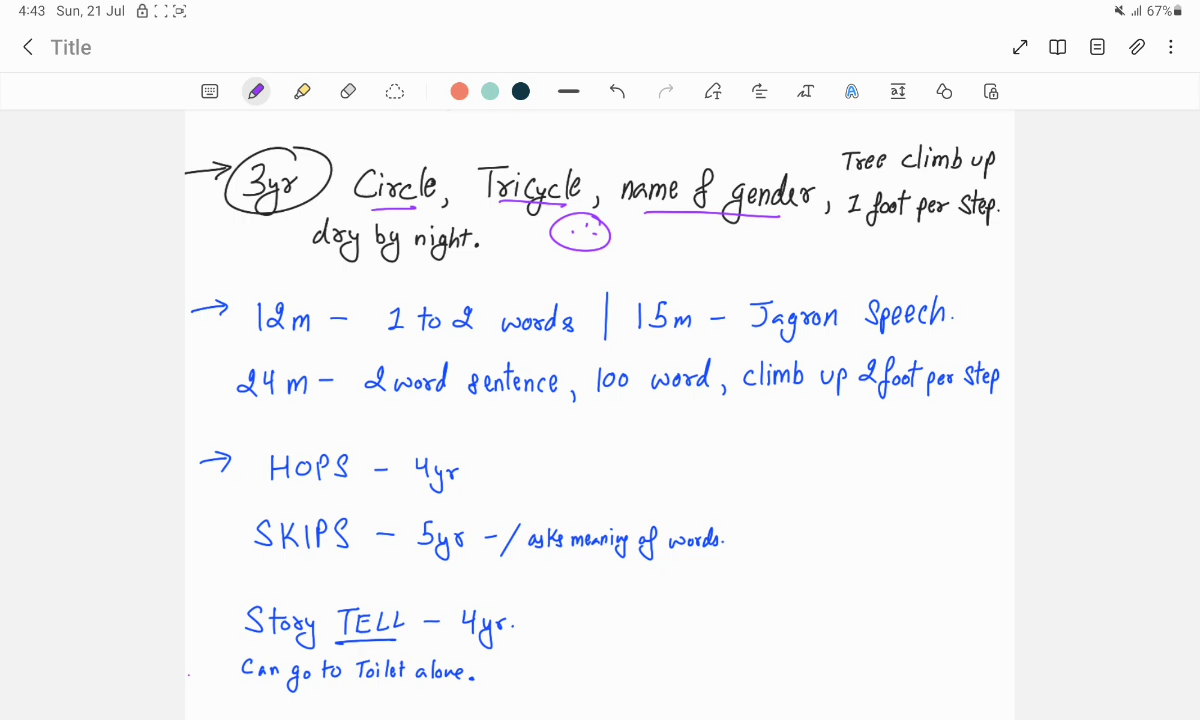 4:43 Sun, 21 Jul 67%
Title
→ 3yr Circle, Tricycle, name & gender, Tree climb up
1 foot per step.
dry by night.
→ 12m – 1 to 2 words | 15m – Jagron Speech.
24m – 2 word sentence, 100 word, climb up 2 foot per step
→ HOPS – 4yr
SKIPS – 5yr – / asks meaning of words.
Story TELL – 4yr.
Can go to Toilet alone.